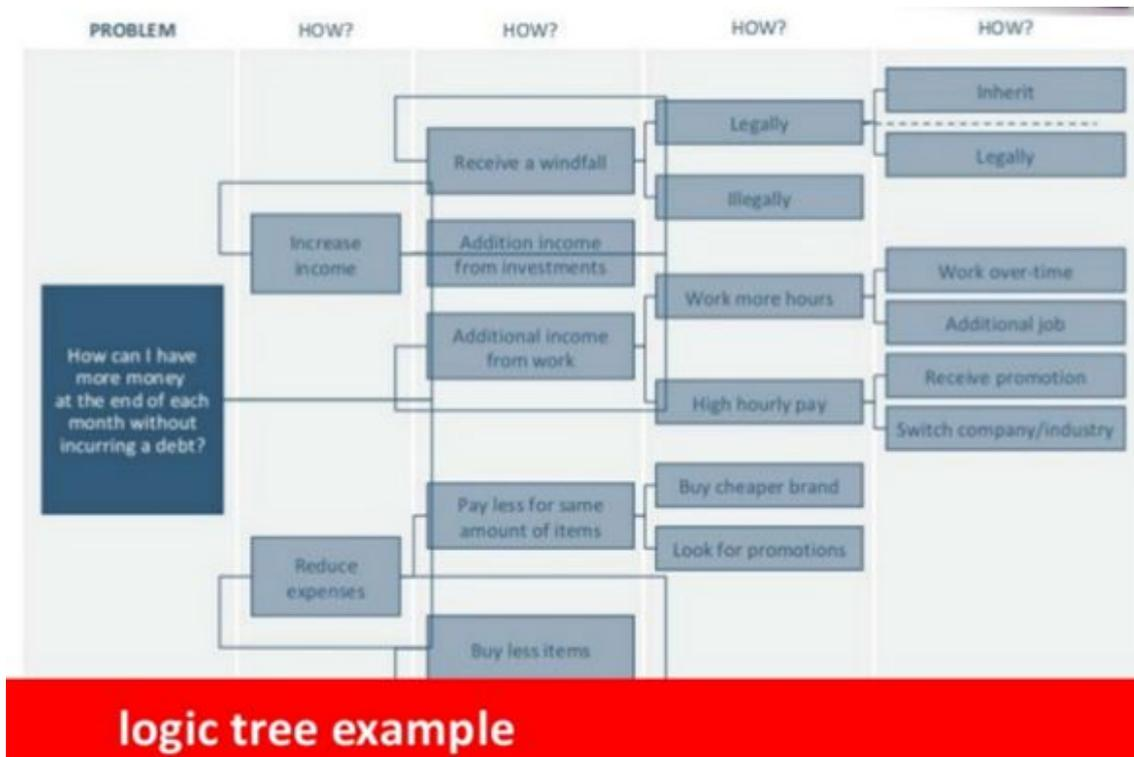 PROBLEM
HOW?
HOW?
HOW?
HOW?
How can I have
more money
at the end of each
month without
incurring a debt?
Increase
income
Reduce
expenses
Receive a windfall
Addition income
from investments
Additional income
from work
Pay less for same
amount of items
Buy less items
Legally
Illegally
Work more hours
High hourly pay
Buy cheaper brand
Look for promotions
Inherit
Legally
Work over-time
Additional job
Receive promotion
Switch company/industry
logic tree example